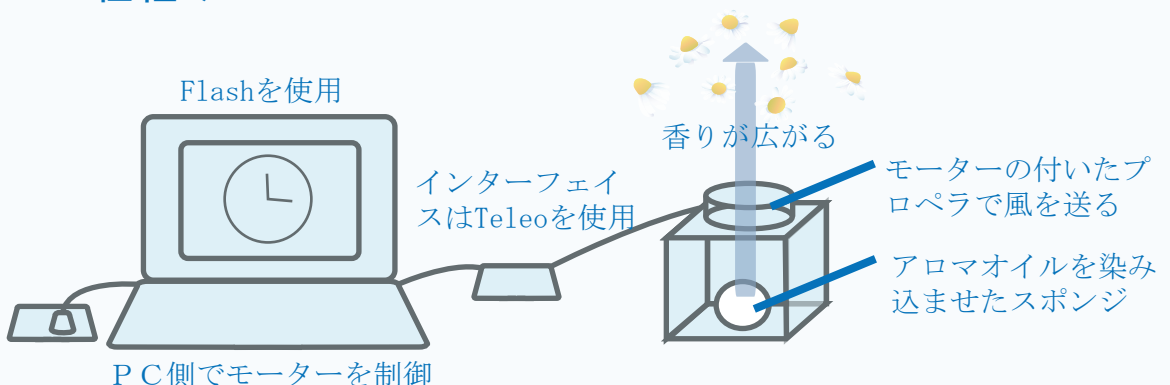 Flashを使用
香りが広がる
インターフェイ
スはTeleoを使用
モーターの付いたプ
ロペラで風を送る
アロマオイルを染み
込ませたスポンジ
ＰＣ側でモーターを制御